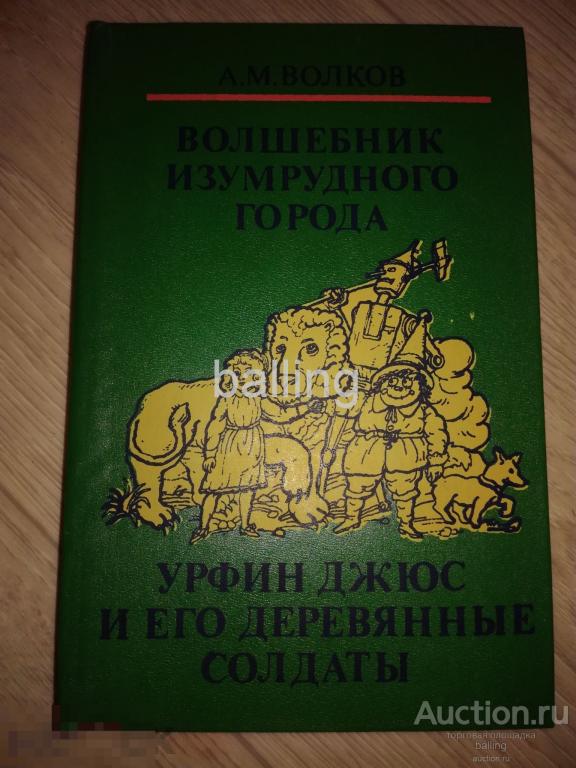 А.М.ВОЛКОВ
ВОЛШЕБНИК
ИЗУМРУДНОГО
ГОРОДА
balling
УРФИН ДЖЮС
И ЕГО ДЕРЕВЯННЫЕ
СОЛДАТЫ
Auction.ru
торговая площадка
balling
auction.ru